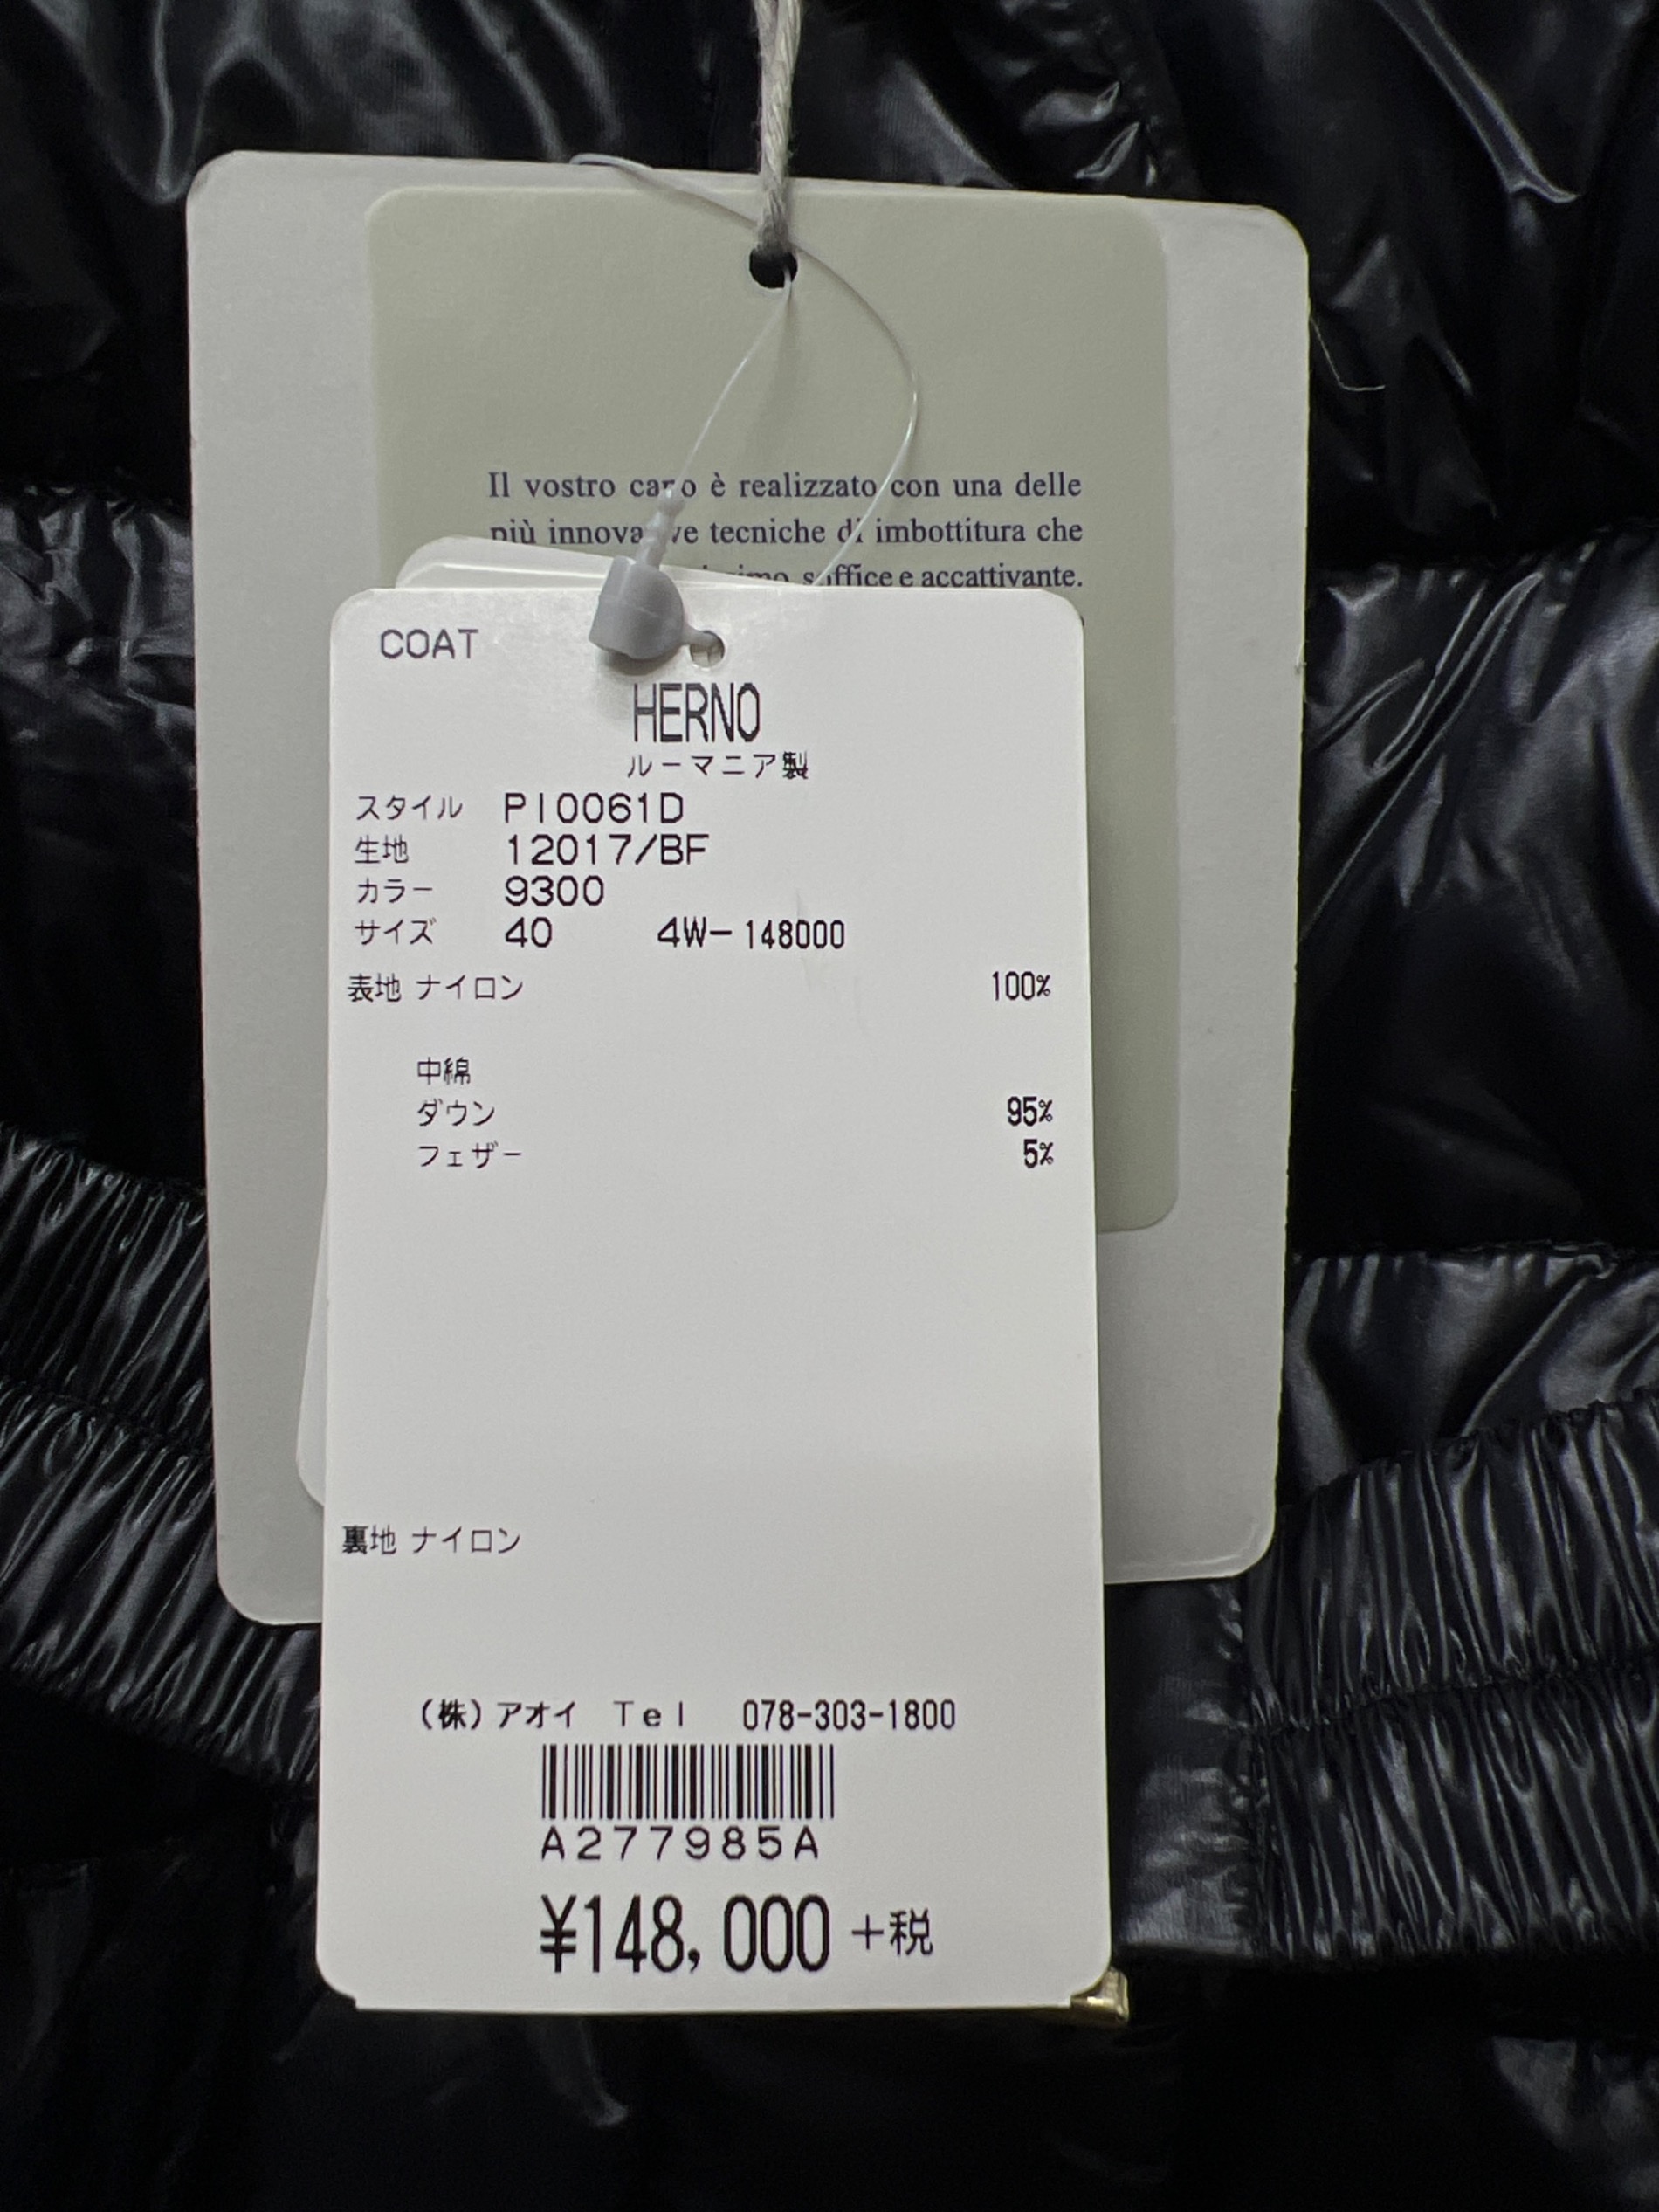 Il vostro capo è realizzato con una delle
più innovative tecniche di imbottitura che
soffice e accattivante.
COAT
HERNO
ルーマニア製
スタイル PI0061D
生地 12017/BF
カラー 9300
サイズ 40 4W-148000
表地 ナイロン 100%
中綿
ダウン 95%
フェザー 5%
裏地 ナイロン
(株)アオイ Tel 078-303-1800
A277985A
¥148,000+税